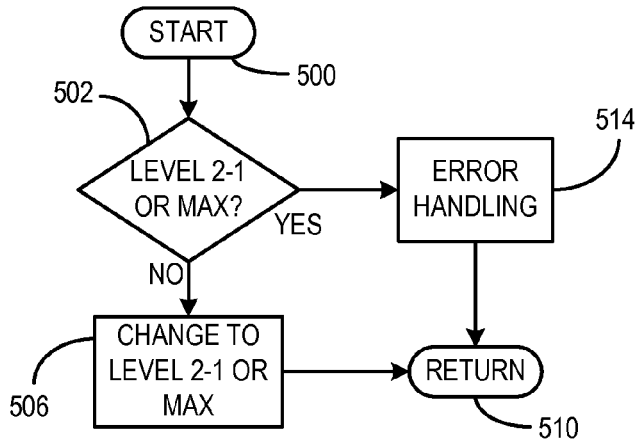 START
500
502
LEVEL 2-1
OR MAX?
YES
NO
514
ERROR
HANDLING
CHANGE TO
LEVEL 2-1 OR
MAX
506
RETURN
510